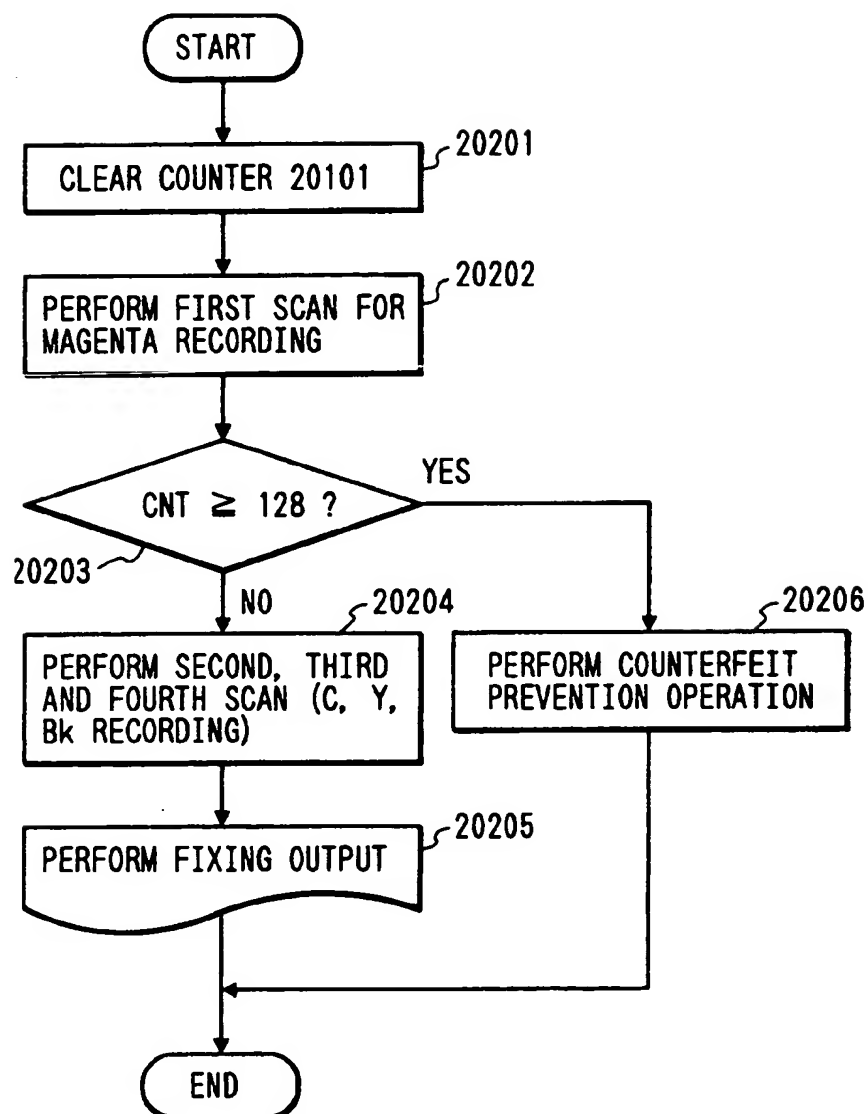 START
20201
CLEAR COUNTER 20101
20202
PERFORM FIRST SCAN FOR
MAGENTA RECORDING
YES
CNT ≧ 128 ?
20203
NO
20204
20206
PERFORM SECOND, THIRD
AND FOURTH SCAN (C, Y,
Bk RECORDING)
PERFORM COUNTERFEIT
PREVENTION OPERATION
20205
PERFORM FIXING OUTPUT
END